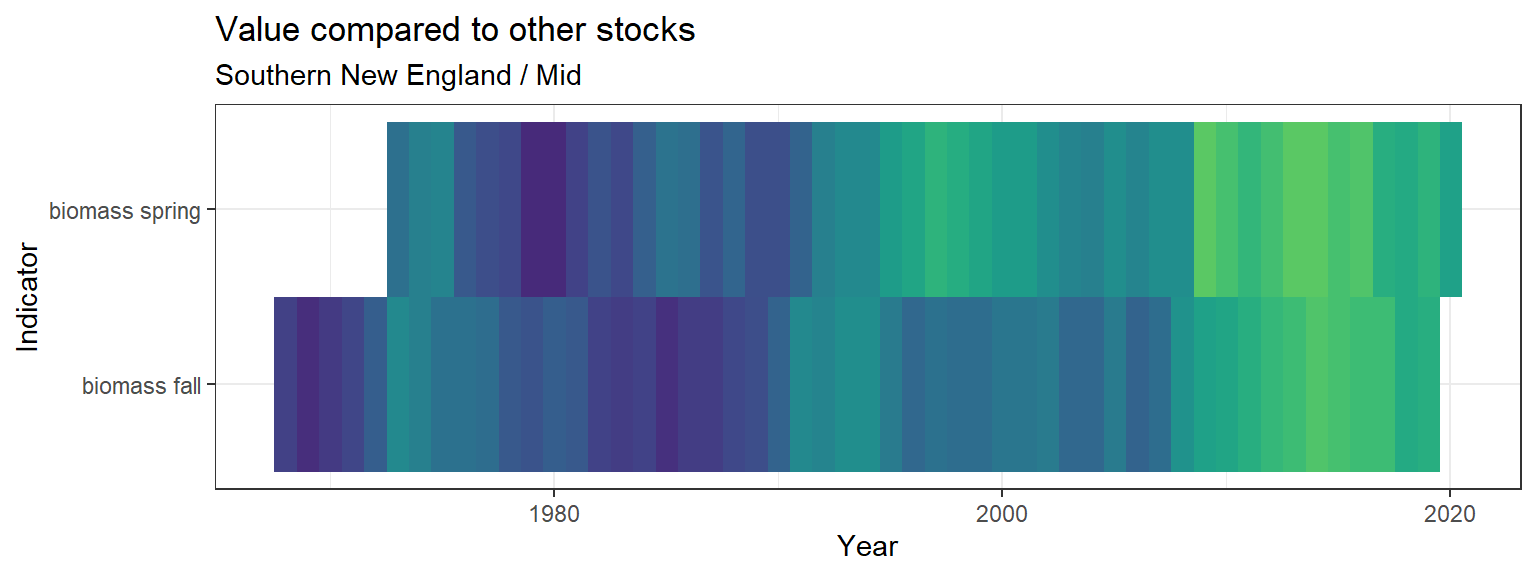 Value compared to other stocks
Southern New England / Mid
Indicator
biomass spring
biomass fall
1980
2000
2020
Year